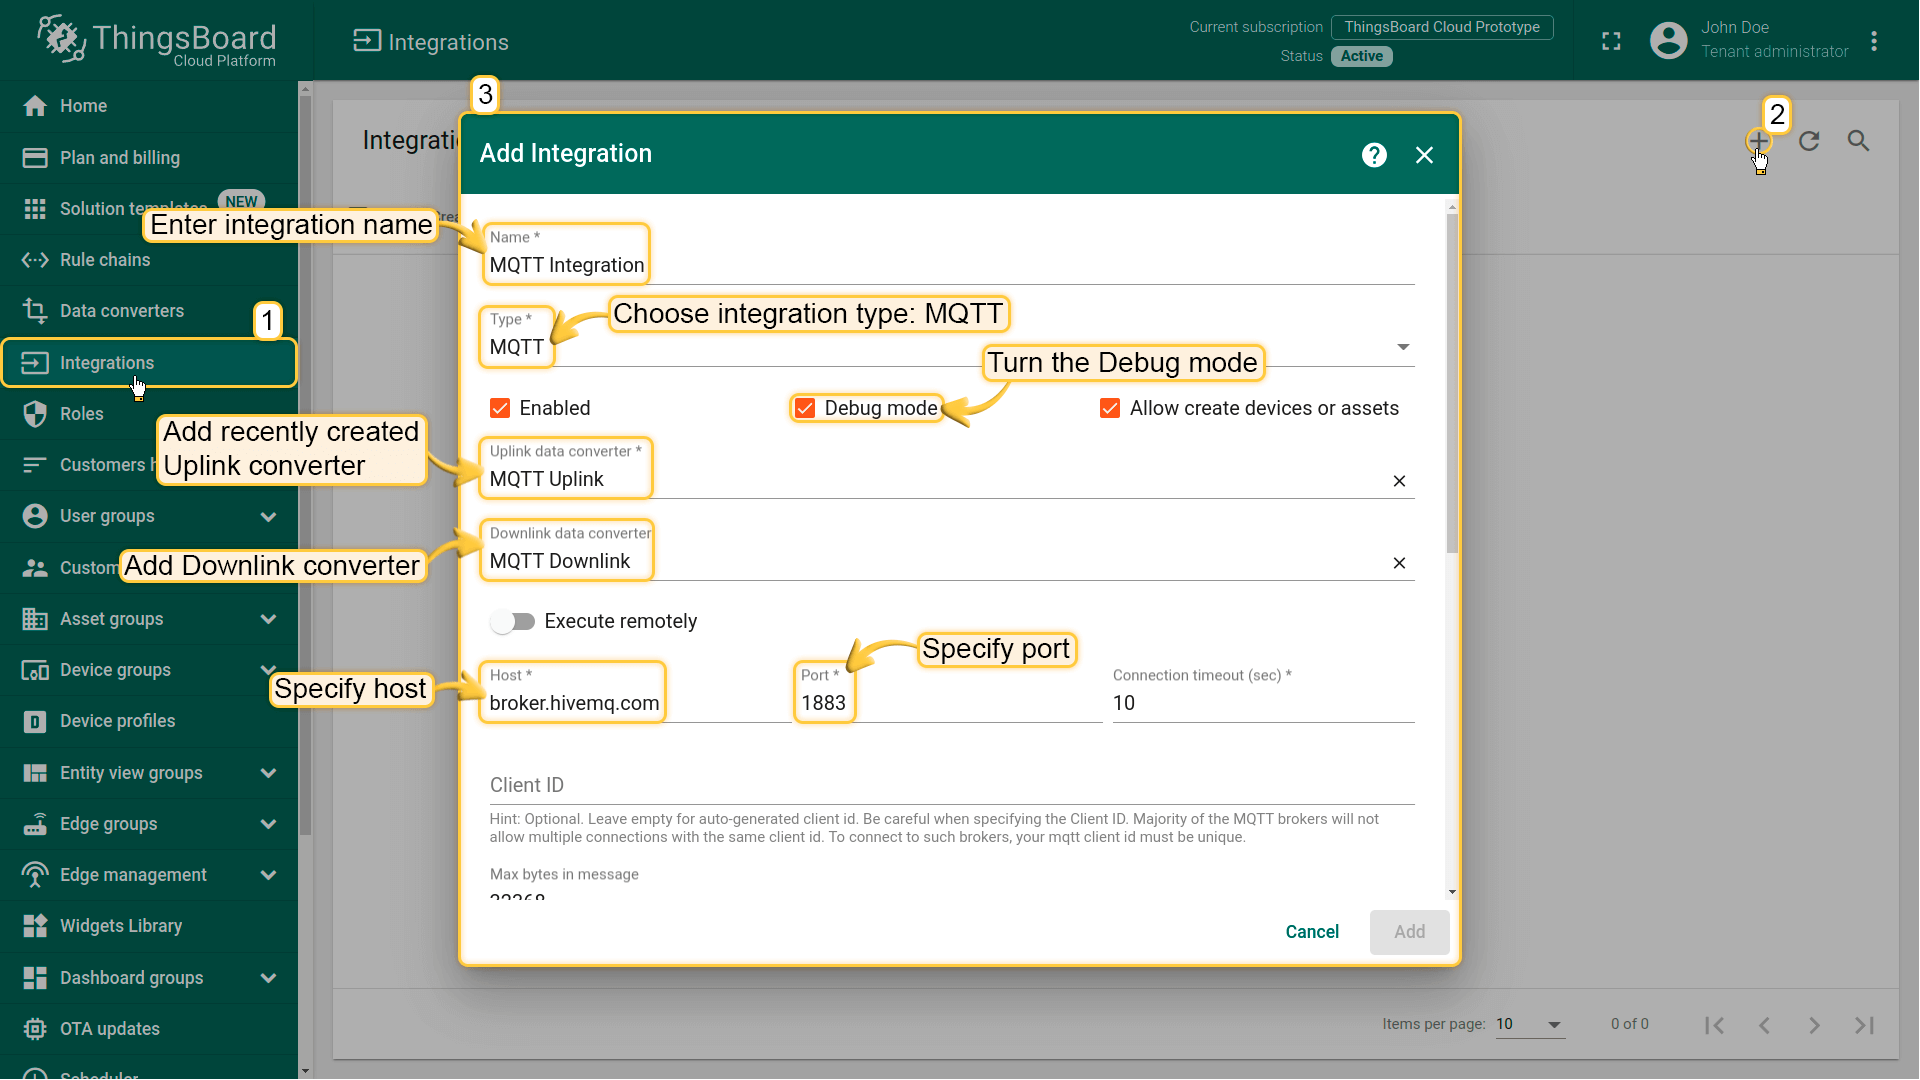 ThingsBoard
Cloud Platform
Integrations
Current subscription
ThingsBoard Cloud Prototype
Status
Active
John Doe
Tenant administrator
Home
Plan and billing
Solution templates
NEW
Rule chains
Data converters
1
Integrations
Roles
Customers
User groups
Asset groups
Device groups
Device profiles
Entity view groups
Edge groups
Edge management
Widgets Library
Dashboard groups
OTA updates
Scheduler
2
3
Add Integration
Enter integration name
Name *
MQTT Integration
Type *
MQTT
Choose integration type: MQTT
Turn the Debug mode
Enabled
Debug mode
Allow create devices or assets
Add recently created
Uplink converter
Uplink data converter *
MQTT Uplink
Add Downlink converter
Downlink data converter
MQTT Downlink
Execute remotely
Specify host
Host *
broker.hivemq.com
Specify port
Port *
1883
Connection timeout (sec) *
10
Client ID
Hint: Optional. Leave empty for auto-generated client id. Be careful when specifying the Client ID. Majority of the MQTT brokers will not
allow multiple connections with the same client id. To connect to such brokers, your mqtt client id must be unique.
Max bytes in message
32368
Cancel
Add
Items per page:
10
0 of 0